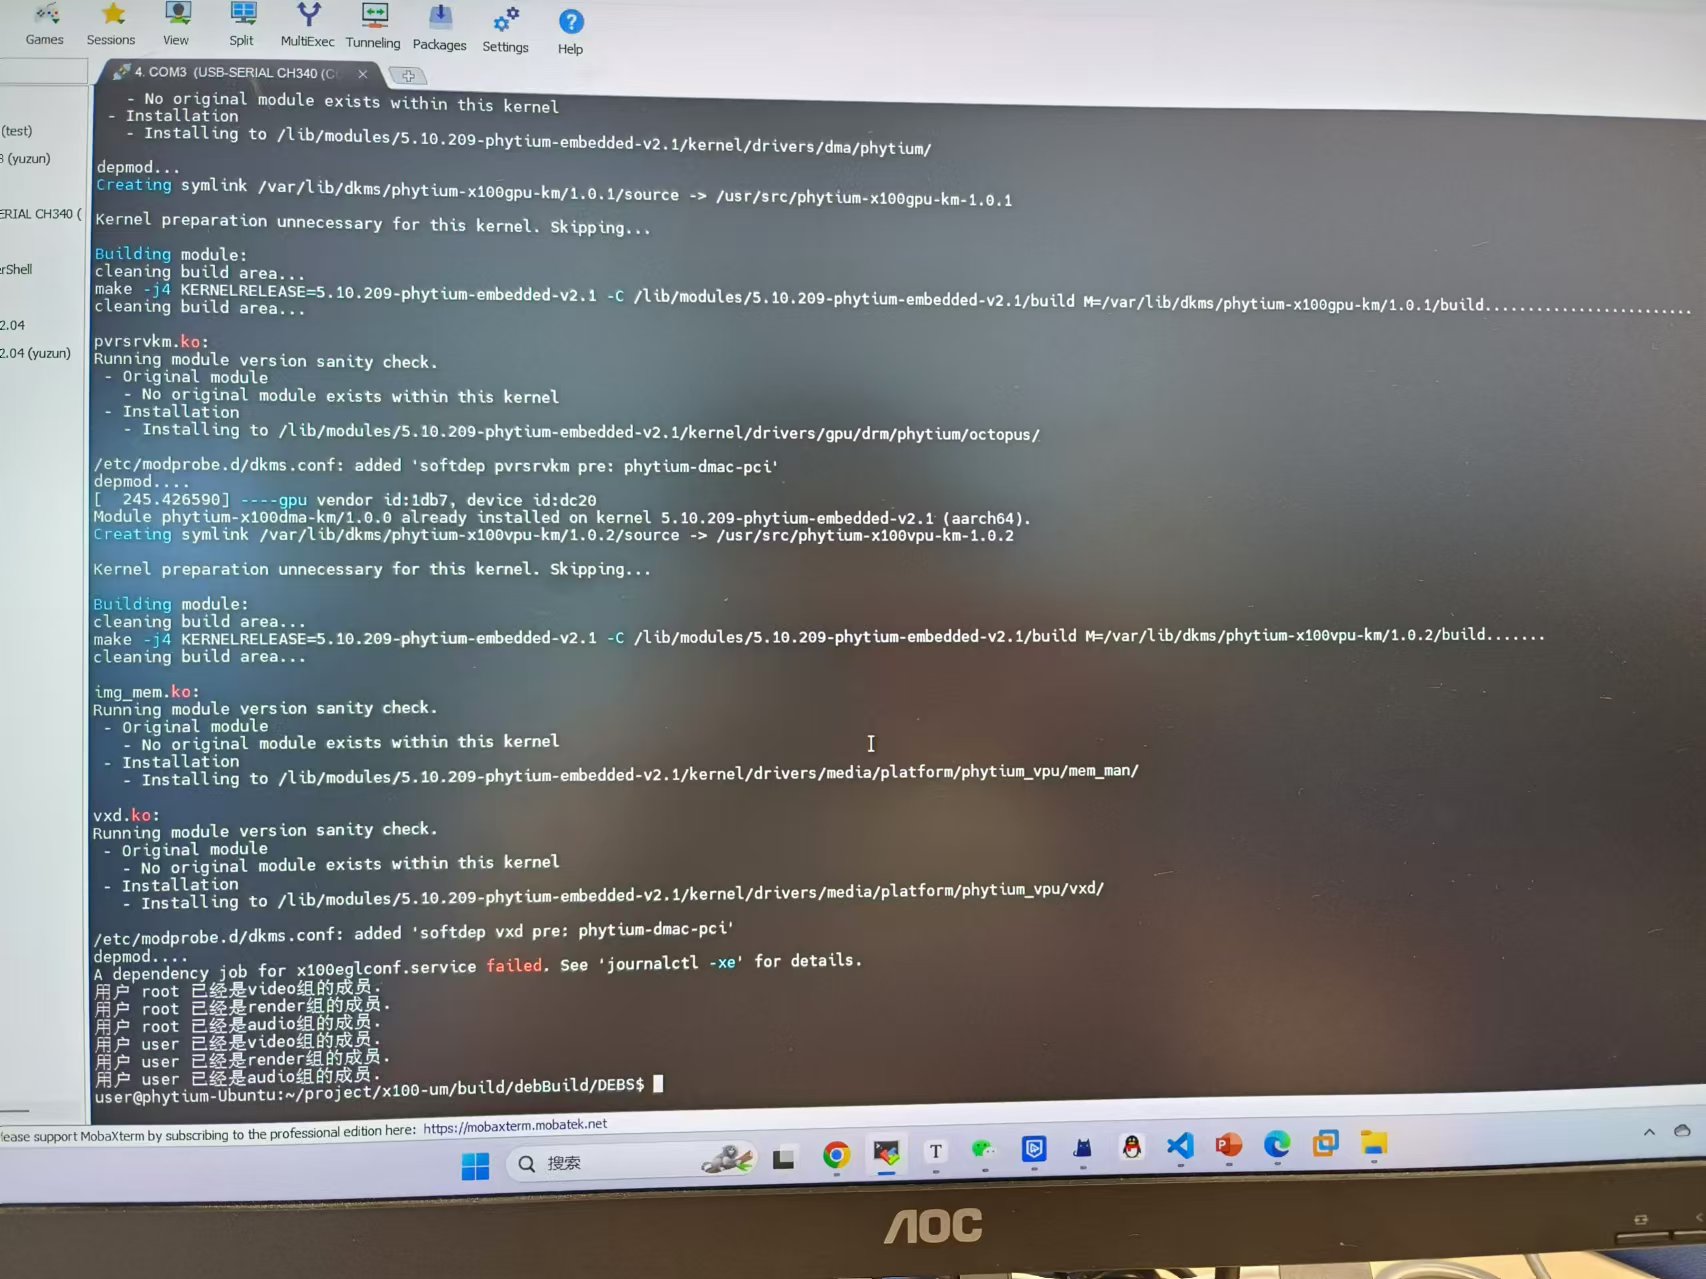 Games
Sessions
View
Split
MultiExec
Tunneling
Packages
Settings
Help
4. COM3 (USB-SERIAL CH340 (C
(test)
(yuzun)
ERIAL CH340 (
erShell
2.04
2.04 (yuzun)
- No original module exists within this kernel
- Installation
- Installing to /lib/modules/5.10.209-phytium-embedded-v2.1/kernel/drivers/dma/phytium/
depmod...
Creating symlink /var/lib/dkms/phytium-x100gpu-km/1.0.1/source -> /usr/src/phytium-x100gpu-km-1.0.1
Kernel preparation unnecessary for this kernel. Skipping...
Building module:
cleaning build area...
make -j4 KERNELRELEASE=5.10.209-phytium-embedded-v2.1 -C /lib/modules/5.10.209-phytium-embedded-v2.1/build M=/var/lib/dkms/phytium-x100gpu-km/1.0.1/build........................
cleaning build area...
pvrsrvkm.ko:
Running module version sanity check.
- Original module
- No original module exists within this kernel
- Installation
- Installing to /lib/modules/5.10.209-phytium-embedded-v2.1/kernel/drivers/gpu/drm/phytium/octopus/
/etc/modprobe.d/dkms.conf: added 'softdep pvrsrvkm pre: phytium-dmac-pci'
depmod....
[  245.426590] ----gpu vendor id:1db7, device id:dc20
Module phytium-x100dma-km/1.0.0 already installed on kernel 5.10.209-phytium-embedded-v2.1 (aarch64).
Creating symlink /var/lib/dkms/phytium-x100vpu-km/1.0.2/source -> /usr/src/phytium-x100vpu-km-1.0.2
Kernel preparation unnecessary for this kernel. Skipping...
Building module:
cleaning build area...
make -j4 KERNELRELEASE=5.10.209-phytium-embedded-v2.1 -C /lib/modules/5.10.209-phytium-embedded-v2.1/build M=/var/lib/dkms/phytium-x100vpu-km/1.0.2/build.......
cleaning build area...
img_mem.ko:
Running module version sanity check.
- Original module
- No original module exists within this kernel
- Installation
- Installing to /lib/modules/5.10.209-phytium-embedded-v2.1/kernel/drivers/media/platform/phytium_vpu/mem_man/
vxd.ko:
Running module version sanity check.
- Original module
- No original module exists within this kernel
- Installation
- Installing to /lib/modules/5.10.209-phytium-embedded-v2.1/kernel/drivers/media/platform/phytium_vpu/vxd/
/etc/modprobe.d/dkms.conf: added 'softdep vxd pre: phytium-dmac-pci'
depmod....
A dependency job for x100eglconf.service failed. See 'journalctl -xe' for details.
用户 root 已经是video组的成员.
用户 root 已经是render组的成员.
用户 root 已经是audio组的成员.
用户 user 已经是video组的成员.
用户 user 已经是render组的成员.
用户 user 已经是audio组的成员.
user@phytium-Ubuntu:~/project/x100-um/build/debBuild/DEBS$
lease support MobaXterm by subscribing to the professional edition here: https://mobaxterm.mobatek.net
搜索
AOC